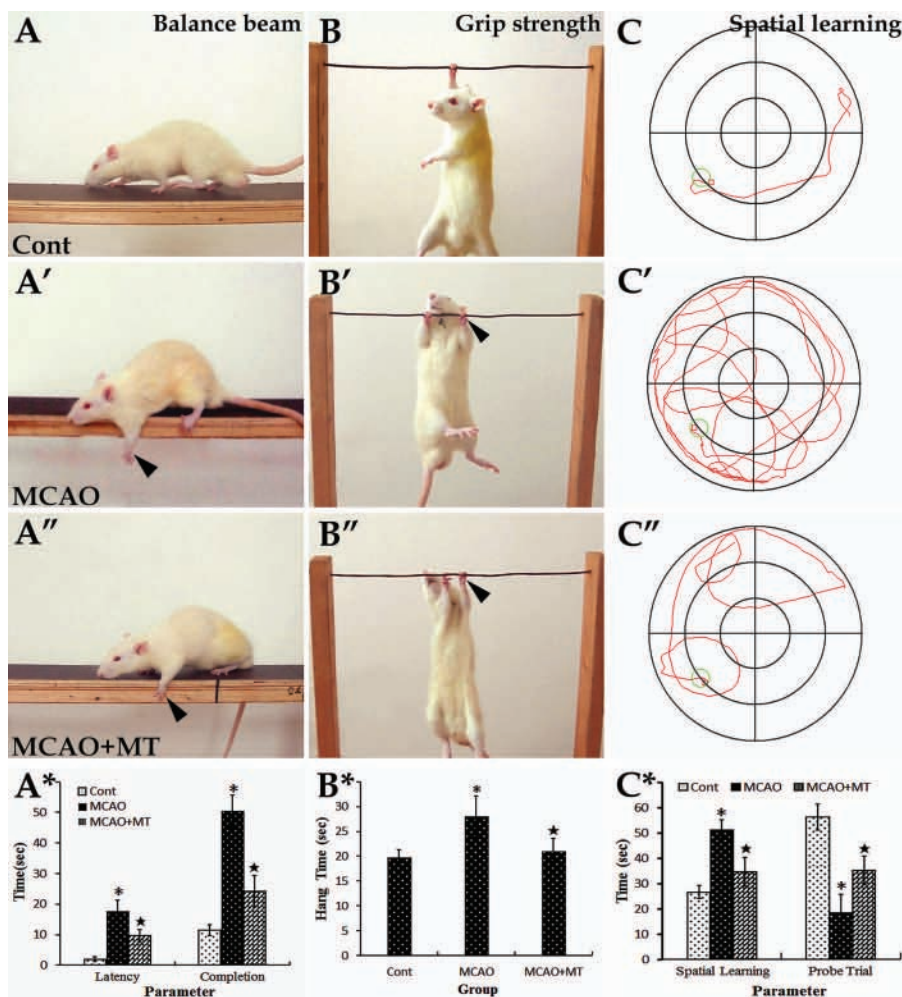 A Balance beam
B Grip strength
C Spatial learning
Cont
A′
B′
C′
MCAO
A″
B″
C″
MCAO+MT
A*
Cont
MCAO
MCAO+MT
Time(sec)
60
50
40
30
20
10
0
*
★
*
★
Latency
Completion
Parameter
B*
Hang Time (sec)
35
30
25
20
15
10
5
0
*
★
Cont
MCAO
MCAO+MT
Group
C*
Cont
MCAO
MCAO+MT
Time (sec)
70
60
50
40
30
20
10
0
*
★
*
★
Spatial Learning
Probe Trial
Parameter